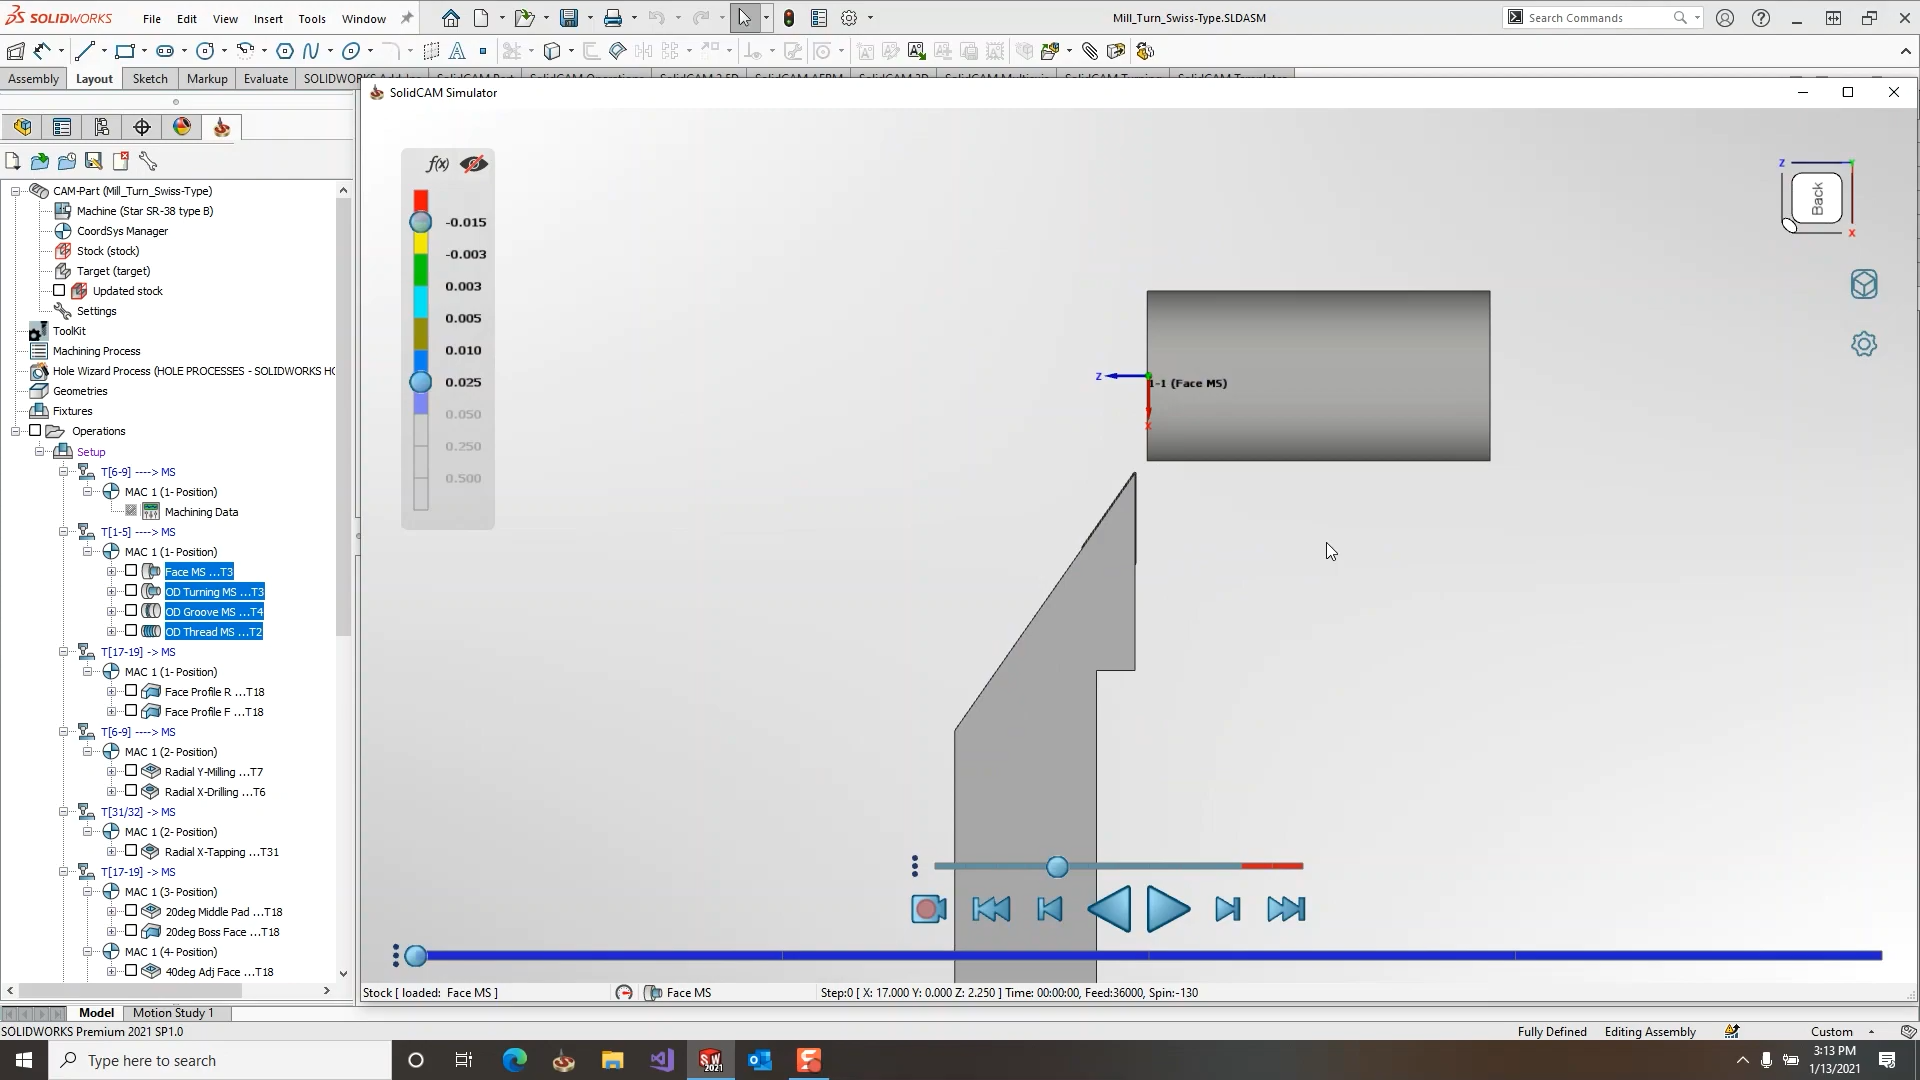 SOLIDWORKS
File Edit View Insert Tools Window
Mill_Turn_Swiss-Type.SLDASM
Search Commands
Assembly Layout Sketch Markup Evaluate
SolidCAM Simulator
CAM-Part (Mill_Turn_Swiss-Type)
Machine (Star SR-38 type B)
CoordSys Manager
Stock (stock)
Target (target)
Updated stock
Settings
ToolKit
Machining Process
Hole Wizard Process (HOLE PROCESSES - SOLIDWORKS HO
Geometries
Fixtures
Operations
Setup
T[6-9] ----> MS
MAC 1 (1- Position)
Machining Data
T[1-5] ----> MS
MAC 1 (1- Position)
Face MS ...T3
OD Turning MS ...T3
OD Groove MS ...T4
OD Thread MS ...T2
T[17-19] -> MS
MAC 1 (1- Position)
Face Profile R ...T18
Face Profile F ...T18
T[6-9] ----> MS
MAC 1 (2- Position)
Radial Y-Milling ...T7
Radial X-Drilling ...T6
T[31/32] -> MS
MAC 1 (2- Position)
Radial X-Tapping ...T31
T[17-19] -> MS
MAC 1 (3- Position)
20deg Middle Pad ...T18
20deg Boss Face ...T18
MAC 1 (4- Position)
40deg Adj Face ...T18
f(x)
-0.015
-0.003
0.003
0.005
0.010
0.025
0.050
0.250
0.500
Z
Back
X
Z
1-1 (Face MS)
X
Stock [ loaded: Face MS ]
Face MS
Step:0 [ X: 17.000 Y: 0.000 Z: 2.250 ] Time: 00:00:00, Feed:36000, Spin:-130
Model Motion Study 1
SOLIDWORKS Premium 2021 SP1.0
Fully Defined Editing Assembly Custom
Type here to search
SW
2021
3:13 PM
1/13/2021